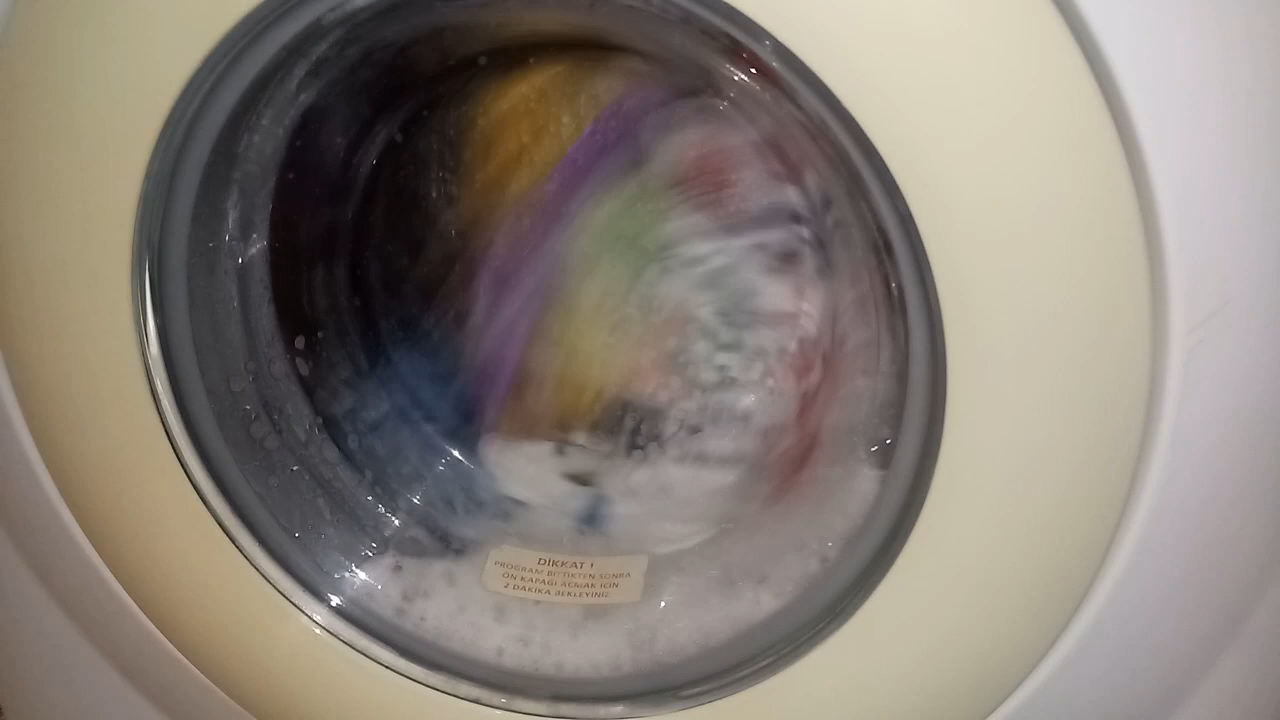 DİKKAT !
PROGRAM BİTTİKTEN SONRA
ÖN KAPAĞI AÇMAK İÇİN
2 DAKİKA BEKLEYİNİZ